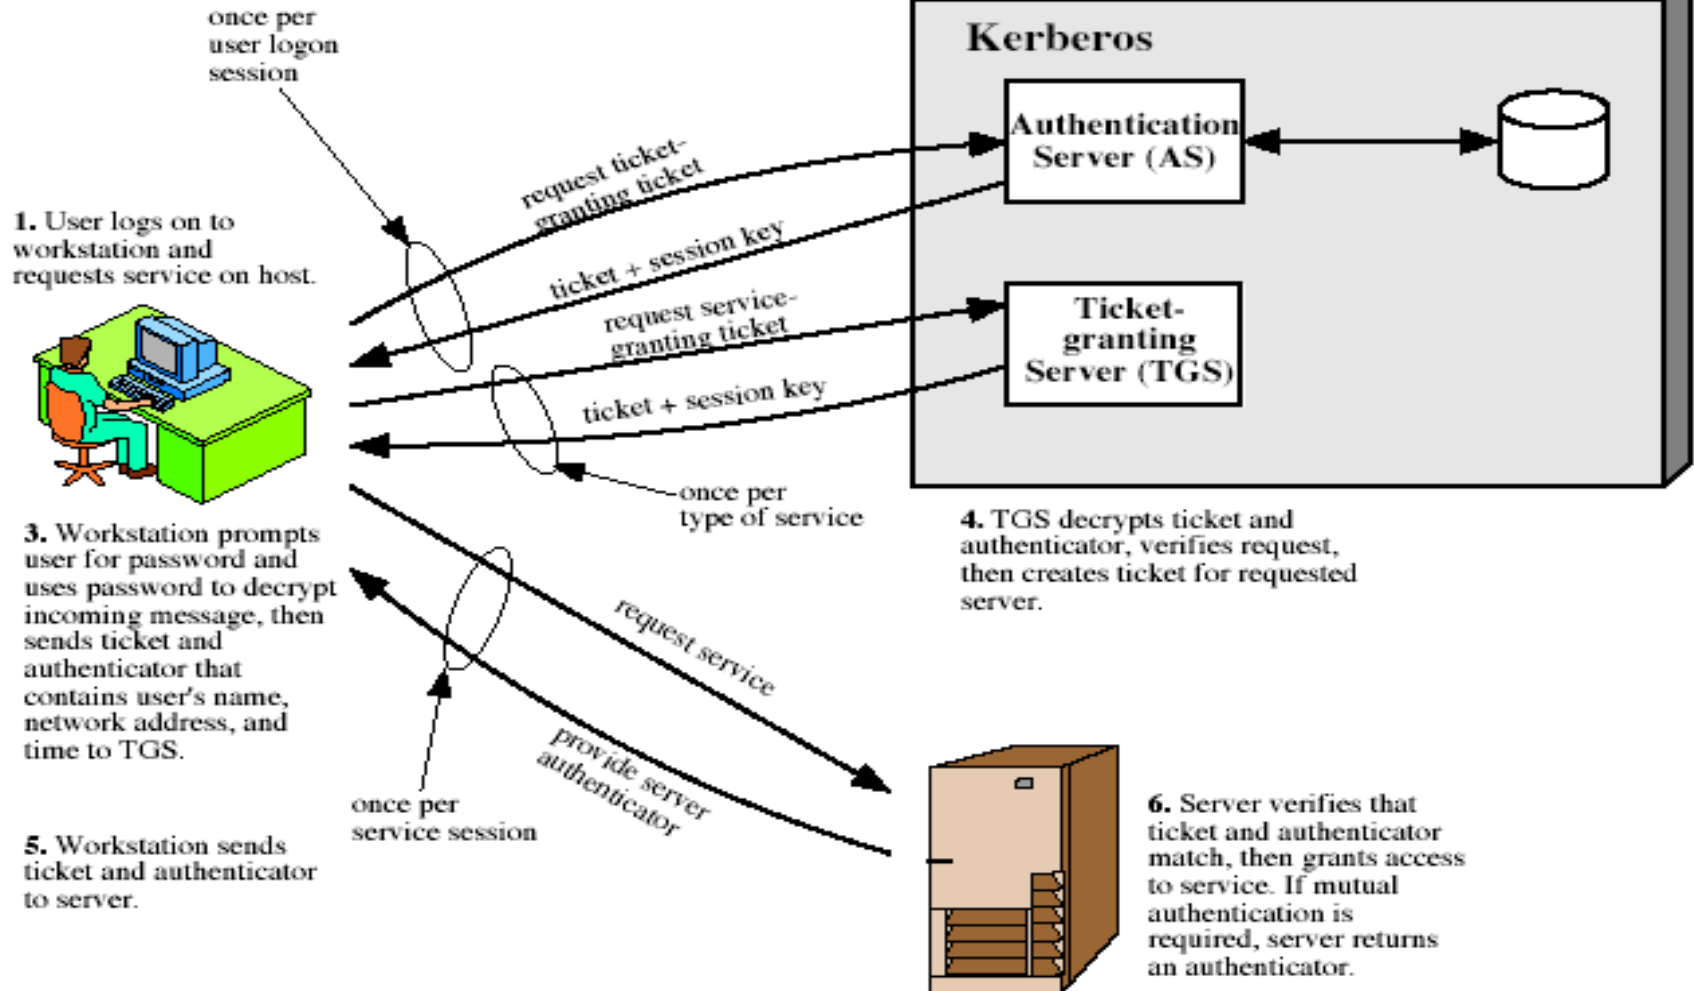 once per
user logon
session
Kerberos
Authentication
Server (AS)
request ticket-
granting ticket
1. User logs on to
workstation and
requests service on host.
ticket + session key
request service-
granting ticket
Ticket-
granting
Server (TGS)
ticket + session key
once per
type of service
3. Workstation prompts
user for password and
uses password to decrypt
incoming message, then
sends ticket and
authenticator that
contains user's name,
network address, and
time to TGS.
4. TGS decrypts ticket and
authenticator, verifies request,
then creates ticket for requested
server.
request service
provide server
authenticator
once per
service session
5. Workstation sends
ticket and authenticator
to server.
6. Server verifies that
ticket and authenticator
match, then grants access
to service. If mutual
authentication is
required, server returns
an authenticator.